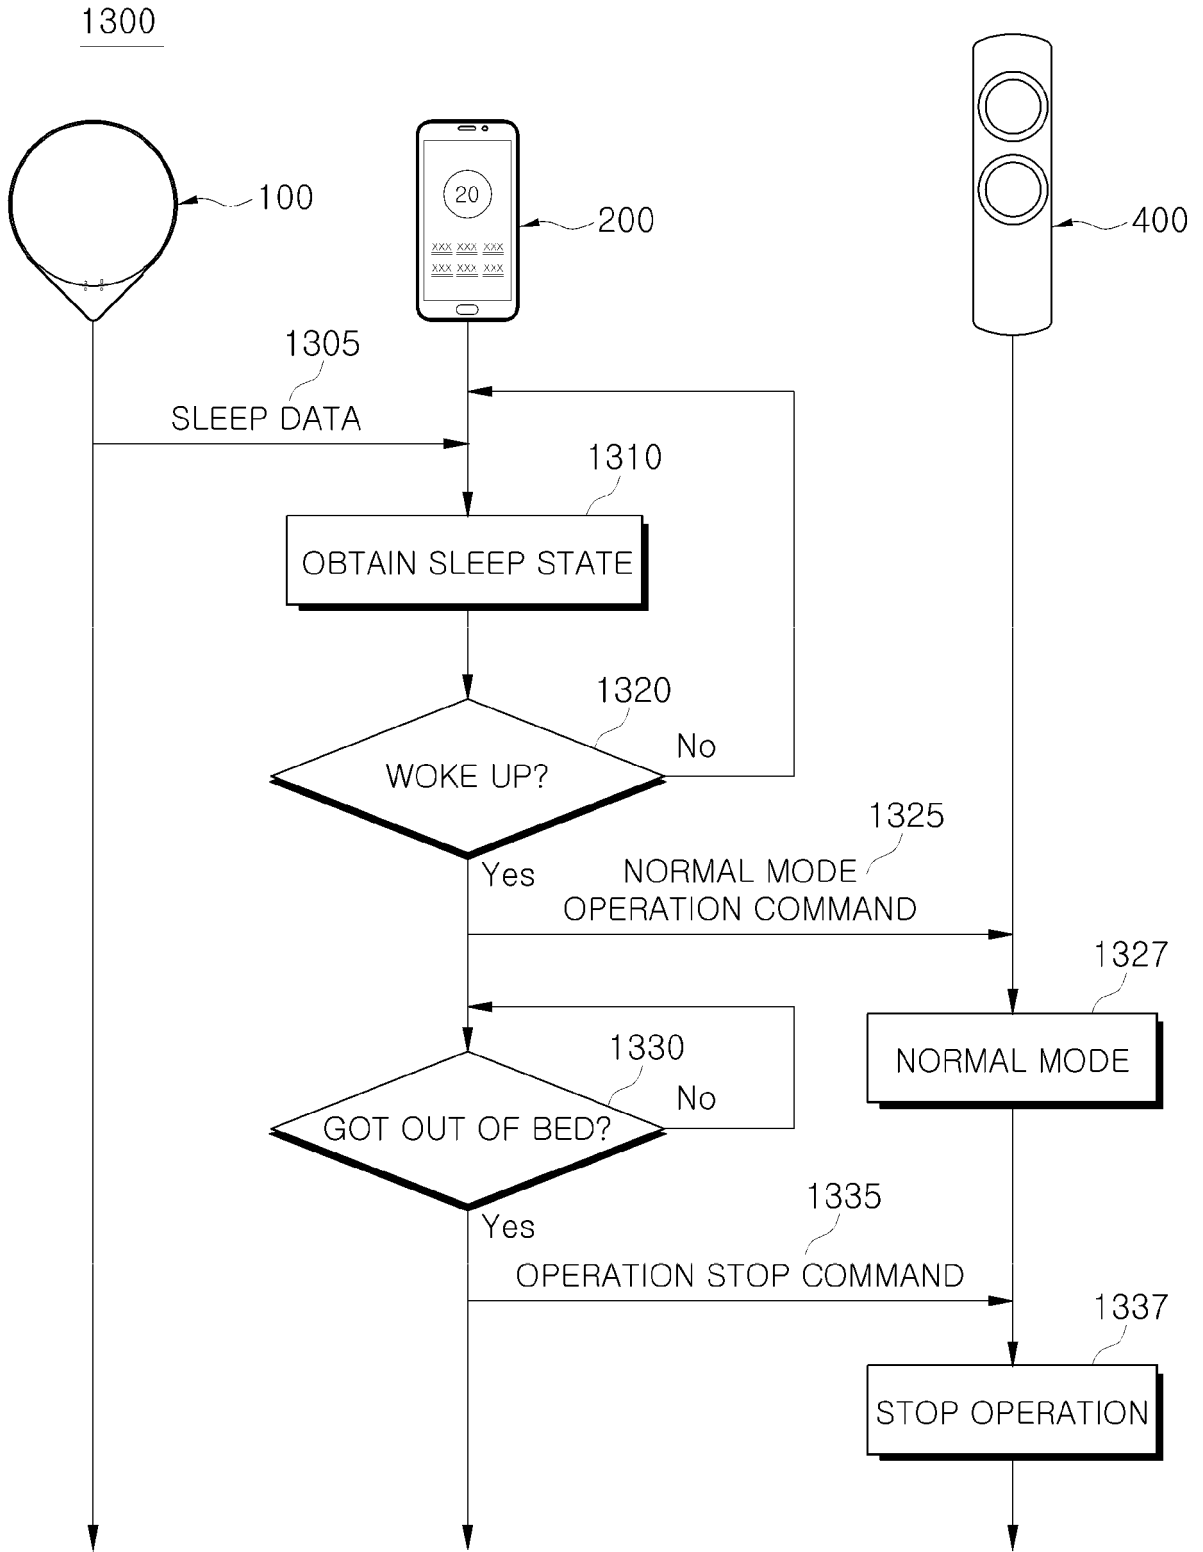 1300
100
20
XXX XXX XXX
XXX XXX XXX
200
400
1305
SLEEP DATA
1310
OBTAIN SLEEP STATE
1320
No
WOKE UP?
1325
Yes
NORMAL MODE
OPERATION COMMAND
1327
1330
NORMAL MODE
No
GOT OUT OF BED?
1335
Yes
OPERATION STOP COMMAND
1337
STOP OPERATION